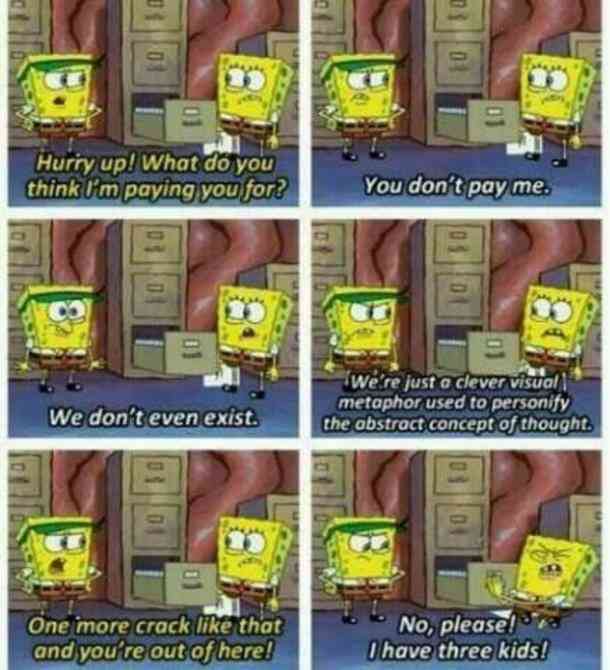 Hurry up! What do you
think I'm paying you for?
You don't pay me.
We don't even exist.
We're just a clever visual
metaphor used to personify
the abstract concept of thought.
One more crack like that
and you're out of here!
No, please!
I have three kids!